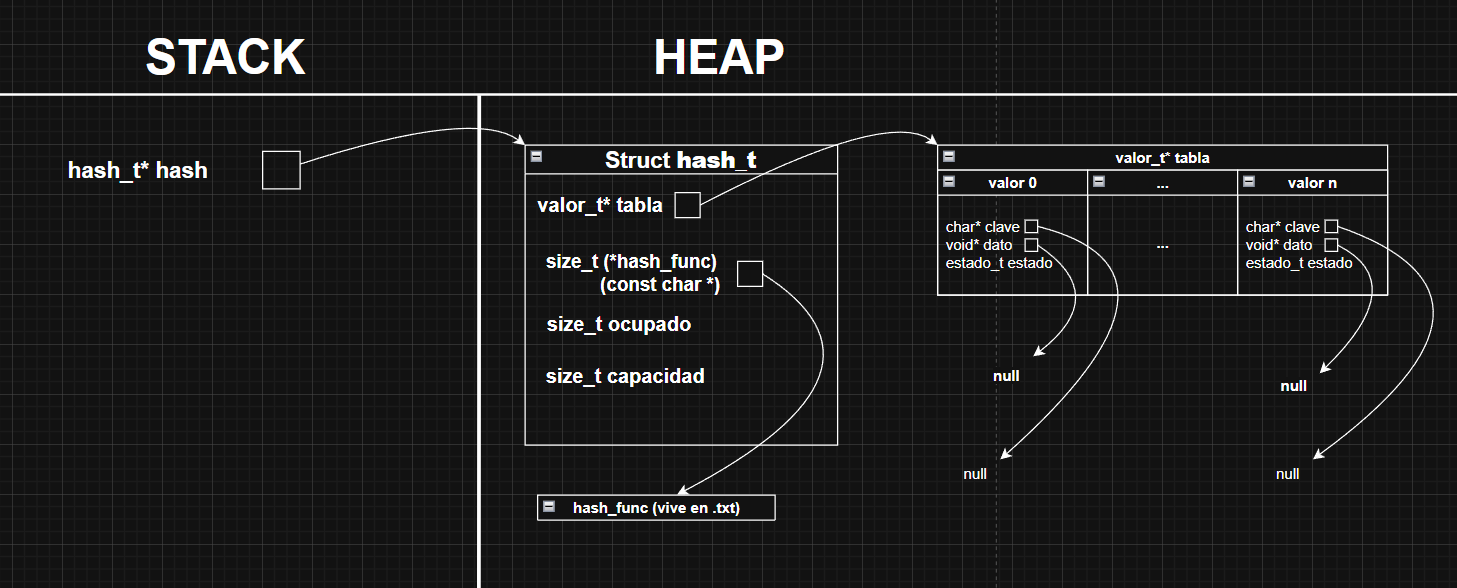 STACK
HEAP
hash_t* hash
Struct hash_t
valor_t* tabla
size_t (*hash_func)
(const char *)
size_t ocupado
size_t capacidad
hash_func (vive en .txt)
valor_t* tabla
valor 0
...
valor n
char* clave
void* dato
estado_t estado
...
char* clave
void* dato
estado_t estado
null
null
null
null